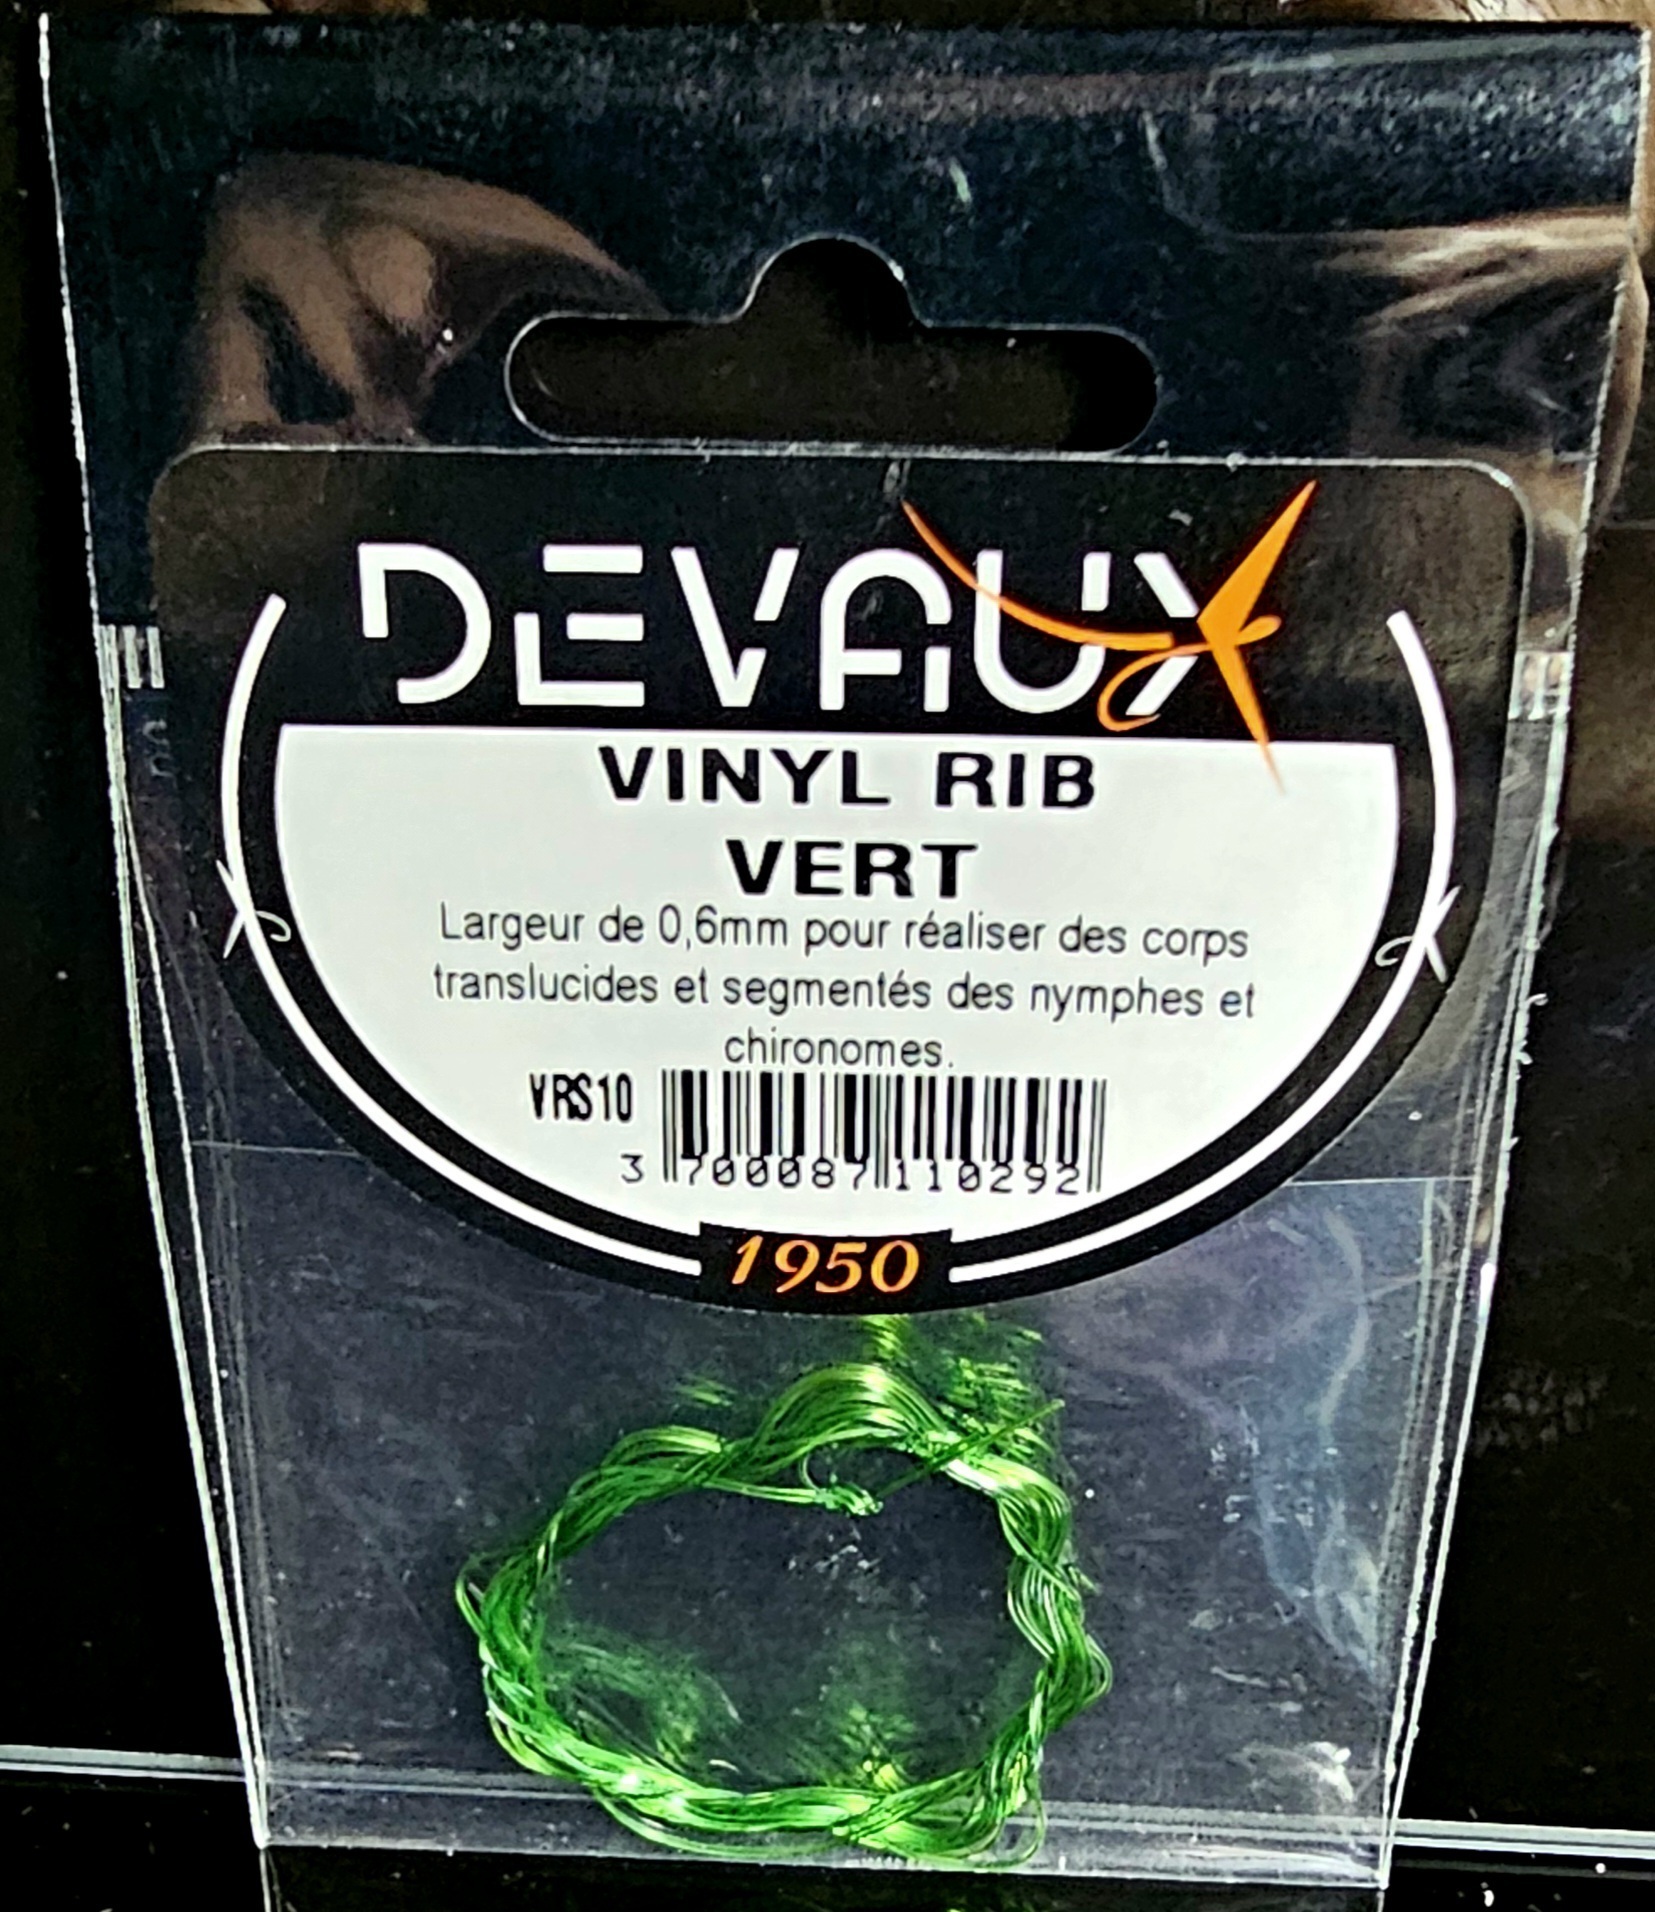 DEVAUX
VINYL RIB
VERT
Largeur de 0,6mm pour réaliser des corps
translucides et segmentés des nymphes et
chironomes.
VRS10
3 700087 110292
1950